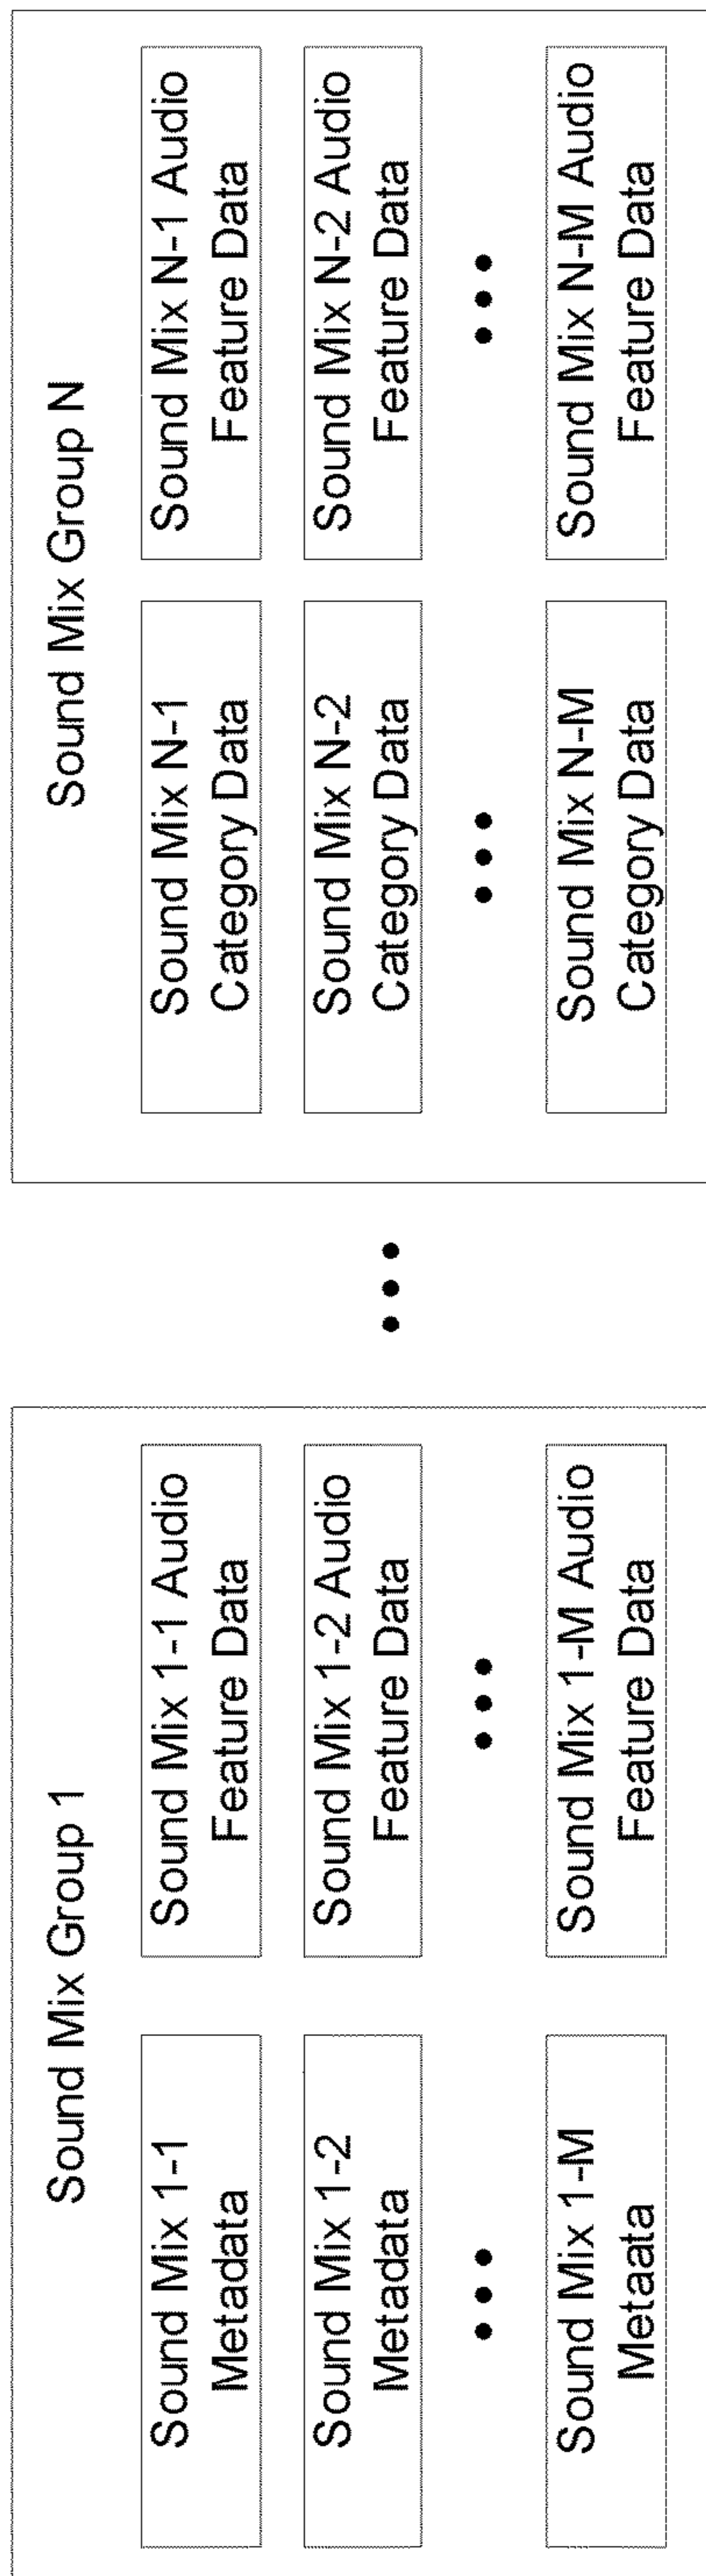 Sound Mix Group 1
Sound Mix 1-1
Metadata
Sound Mix 1-1 Audio
Feature Data
Sound Mix 1-2
Metadata
Sound Mix 1-2 Audio
Feature Data
Sound Mix 1-M
Metaata
Sound Mix 1-M Audio
Feature Data
Sound Mix Group N
Sound Mix N-1
Category Data
Sound Mix N-1 Audio
Feature Data
Sound Mix N-2
Category Data
Sound Mix N-2 Audio
Feature Data
Sound Mix N-M
Category Data
Sound Mix N-M Audio
Feature Data